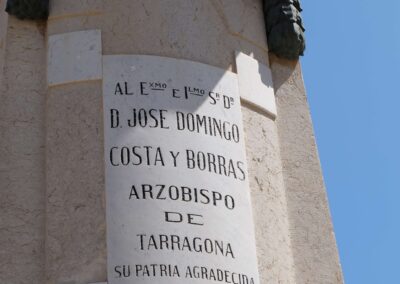 AL EXMO E ILMO SR DR
D. JOSE DOMINGO
COSTA Y BORRAS
ARZOBISPO
DE
TARRAGONA
SU PATRIA AGRADECIDA